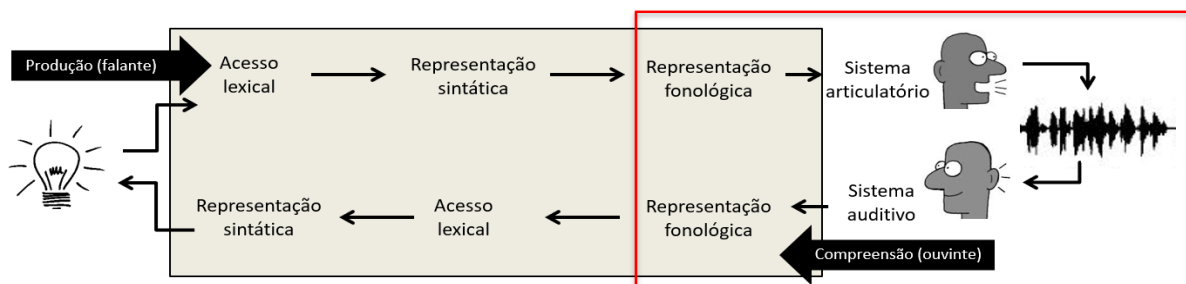 Produção (falante)
Acesso
lexical
Representação
sintática
Representação
fonológica
Sistema
articulatório
Representação
sintática
Acesso
lexical
Representação
fonológica
Sistema
auditivo
Compreensão (ouvinte)